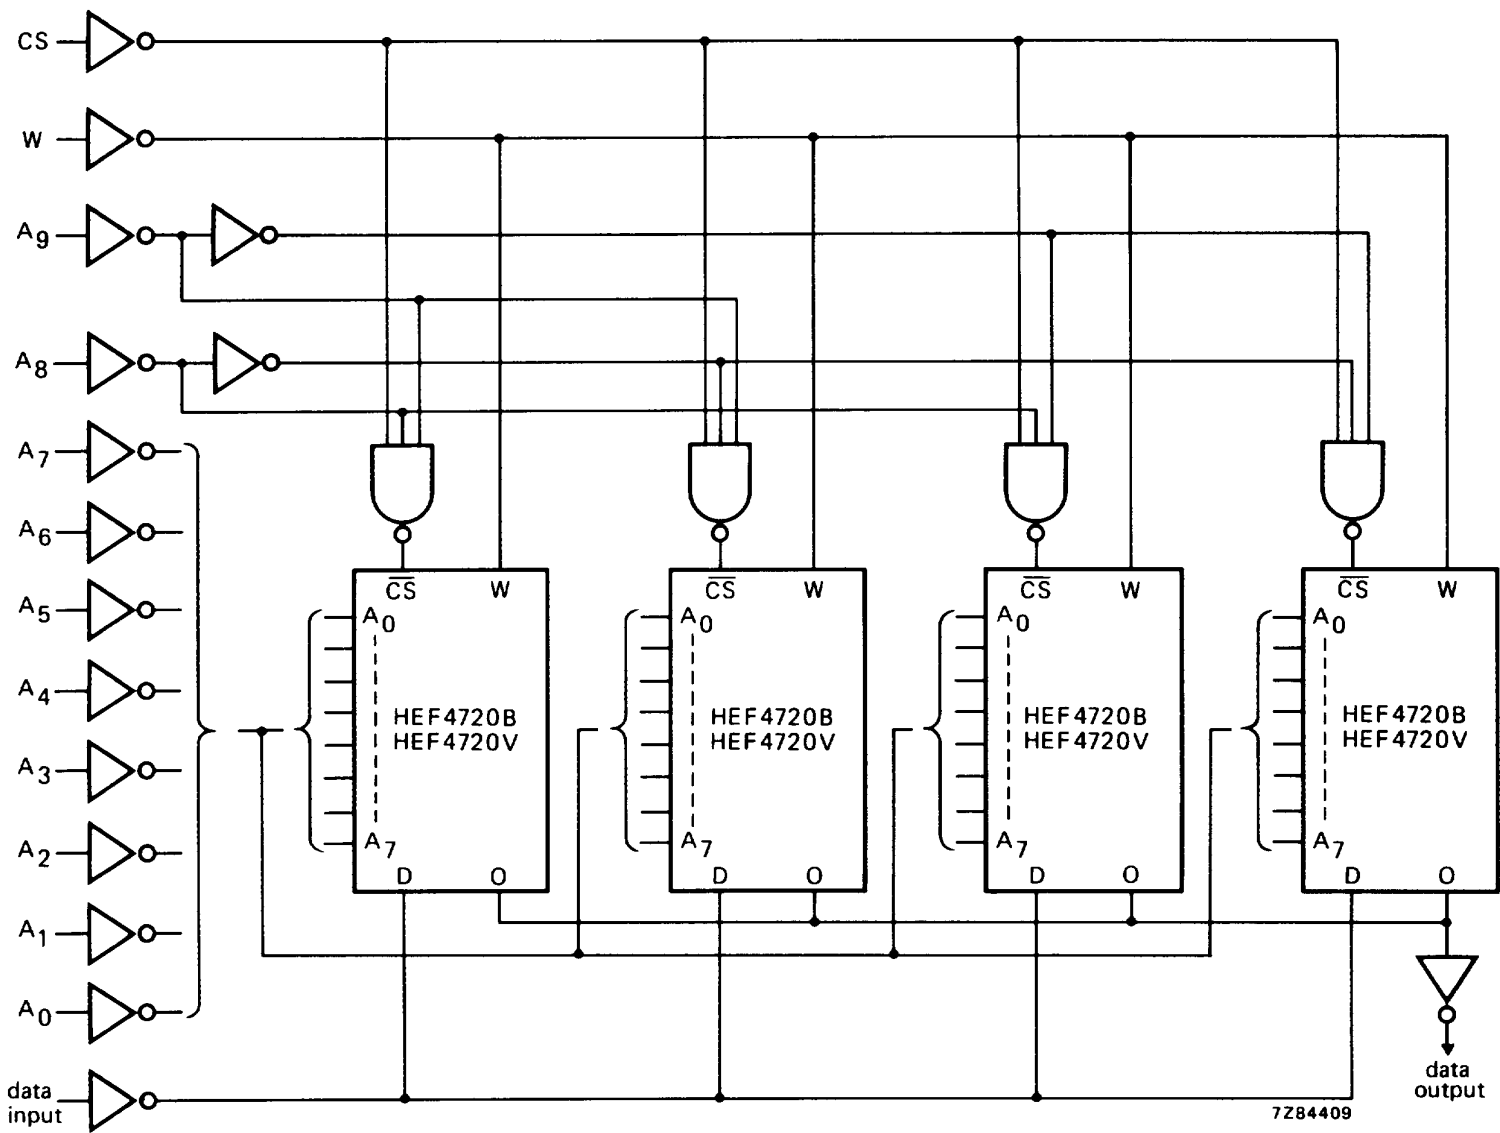 CS
W
A9
A8
A7
A6
A5
A4
A3
A2
A1
A0
data
input
CS W
A0
HEF4720B
HEF4720V
A7
D O
CS W
A0
HEF4720B
HEF4720V
A7
D O
CS W
A0
HEF4720B
HEF4720V
A7
D O
CS W
A0
HEF4720B
HEF4720V
A7
D O
data
output
7Z84409